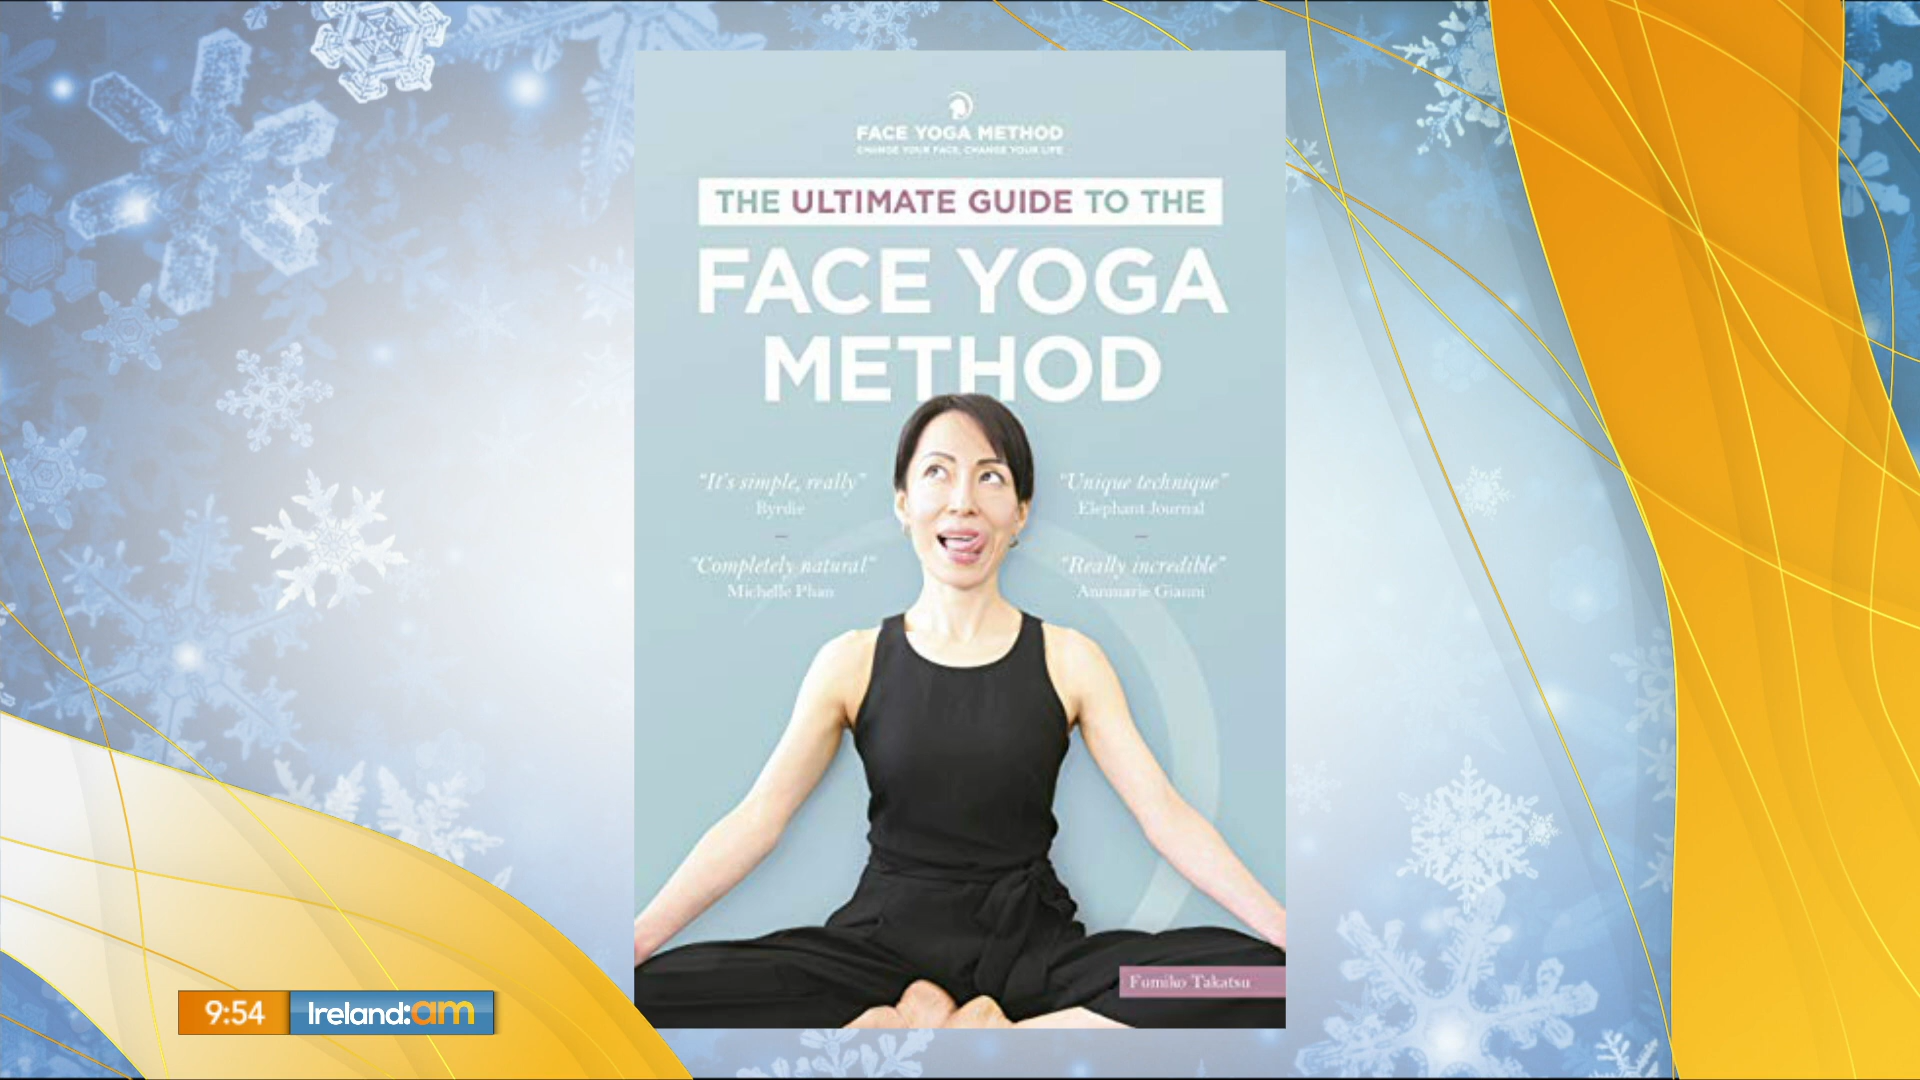 FACE YOGA METHOD
CHANGE YOUR FACE, CHANGE YOUR LIFE
THE ULTIMATE GUIDE TO THE
FACE YOGA
METHOD
"It's simple, really"
Byrdie
"Unique technique"
Elephant Journal
"Completely natural"
Michelle Phan
"Really incredible"
Annmarie Gianni
Fumiko Takatsu
9:54
Ireland:am